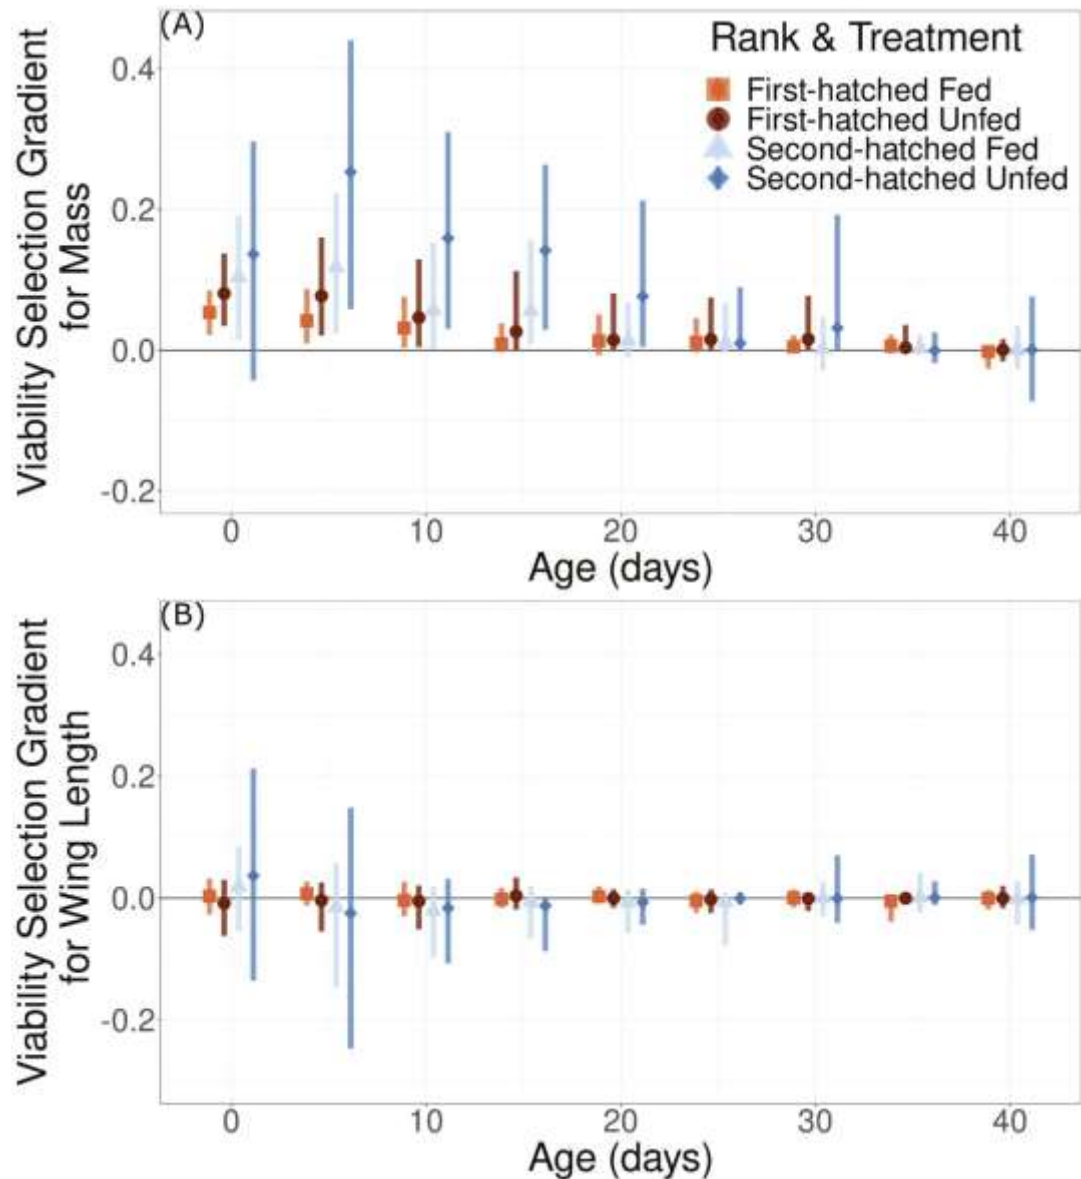 (A)
Rank & Treatment
First-hatched Fed
First-hatched Unfed
Second-hatched Fed
Second-hatched Unfed
Viability Selection Gradient
for Mass
0.4
0.2
0.0
-0.2
0 10 20 30 40
Age (days)
(B)
Viability Selection Gradient
for Wing Length
0.4
0.2
0.0
-0.2
0 10 20 30 40
Age (days)